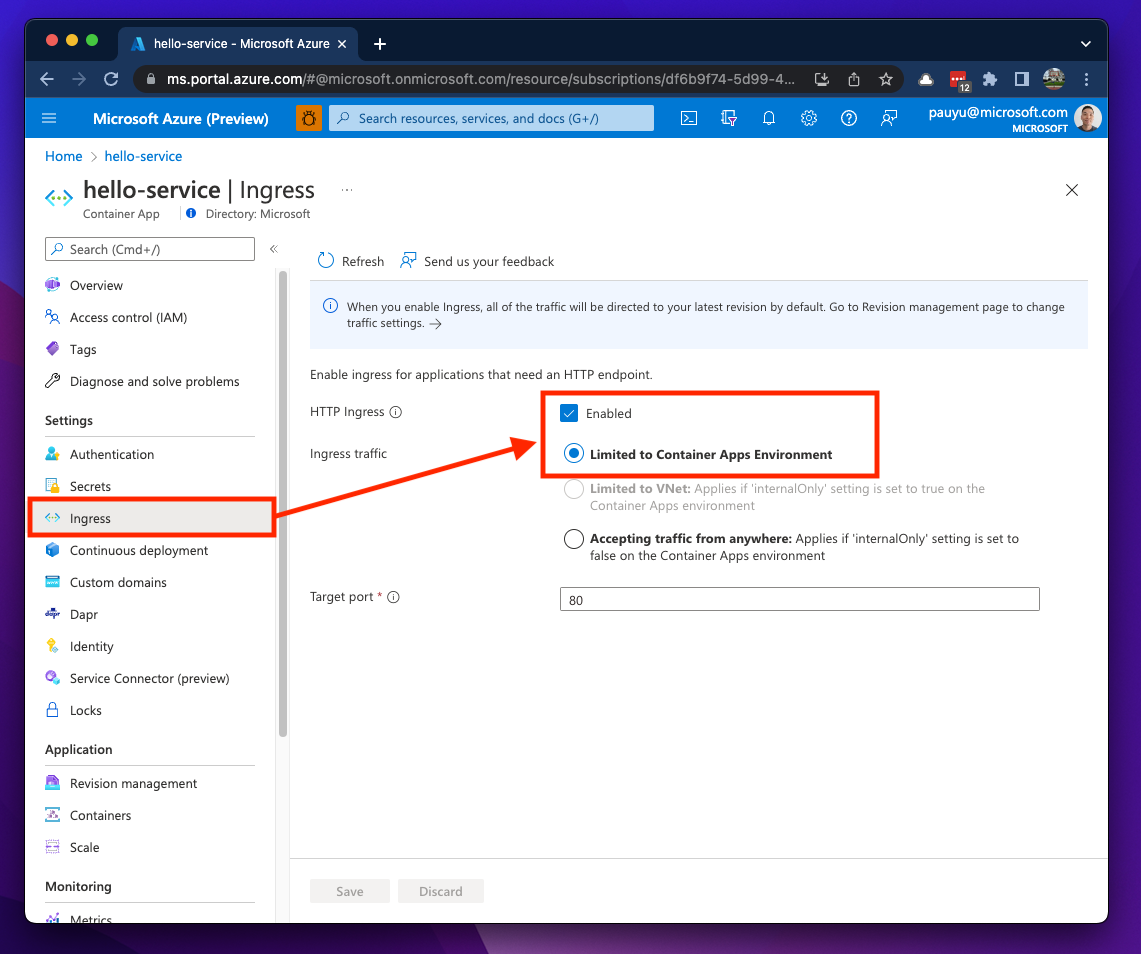 hello-service - Microsoft Azure
ms.portal.azure.com/#@microsoft.onmicrosoft.com/resource/subscriptions/df6b9f74-5d99-4...
12
Microsoft Azure (Preview)
Search resources, services, and docs (G+/)
pauyu@microsoft.com
MICROSOFT
Home > hello-service
hello-service | Ingress
...
Container App
Directory: Microsoft
Search (Cmd+/)
«
Overview
Access control (IAM)
Tags
Diagnose and solve problems
Settings
Authentication
Secrets
Ingress
Continuous deployment
Custom domains
dapr
Dapr
Identity
Service Connector (preview)
Locks
Application
Revision management
Containers
Scale
Monitoring
Metrics
Refresh
Send us your feedback
When you enable Ingress, all of the traffic will be directed to your latest revision by default. Go to Revision management page to change
traffic settings. →
Enable ingress for applications that need an HTTP endpoint.
HTTP Ingress
Enabled
Ingress traffic
Limited to Container Apps Environment
Limited to VNet: Applies if 'internalOnly' setting is set to true on the
Container Apps environment
Accepting traffic from anywhere: Applies if 'internalOnly' setting is set to
false on the Container Apps environment
Target port *
80
Save
Discard